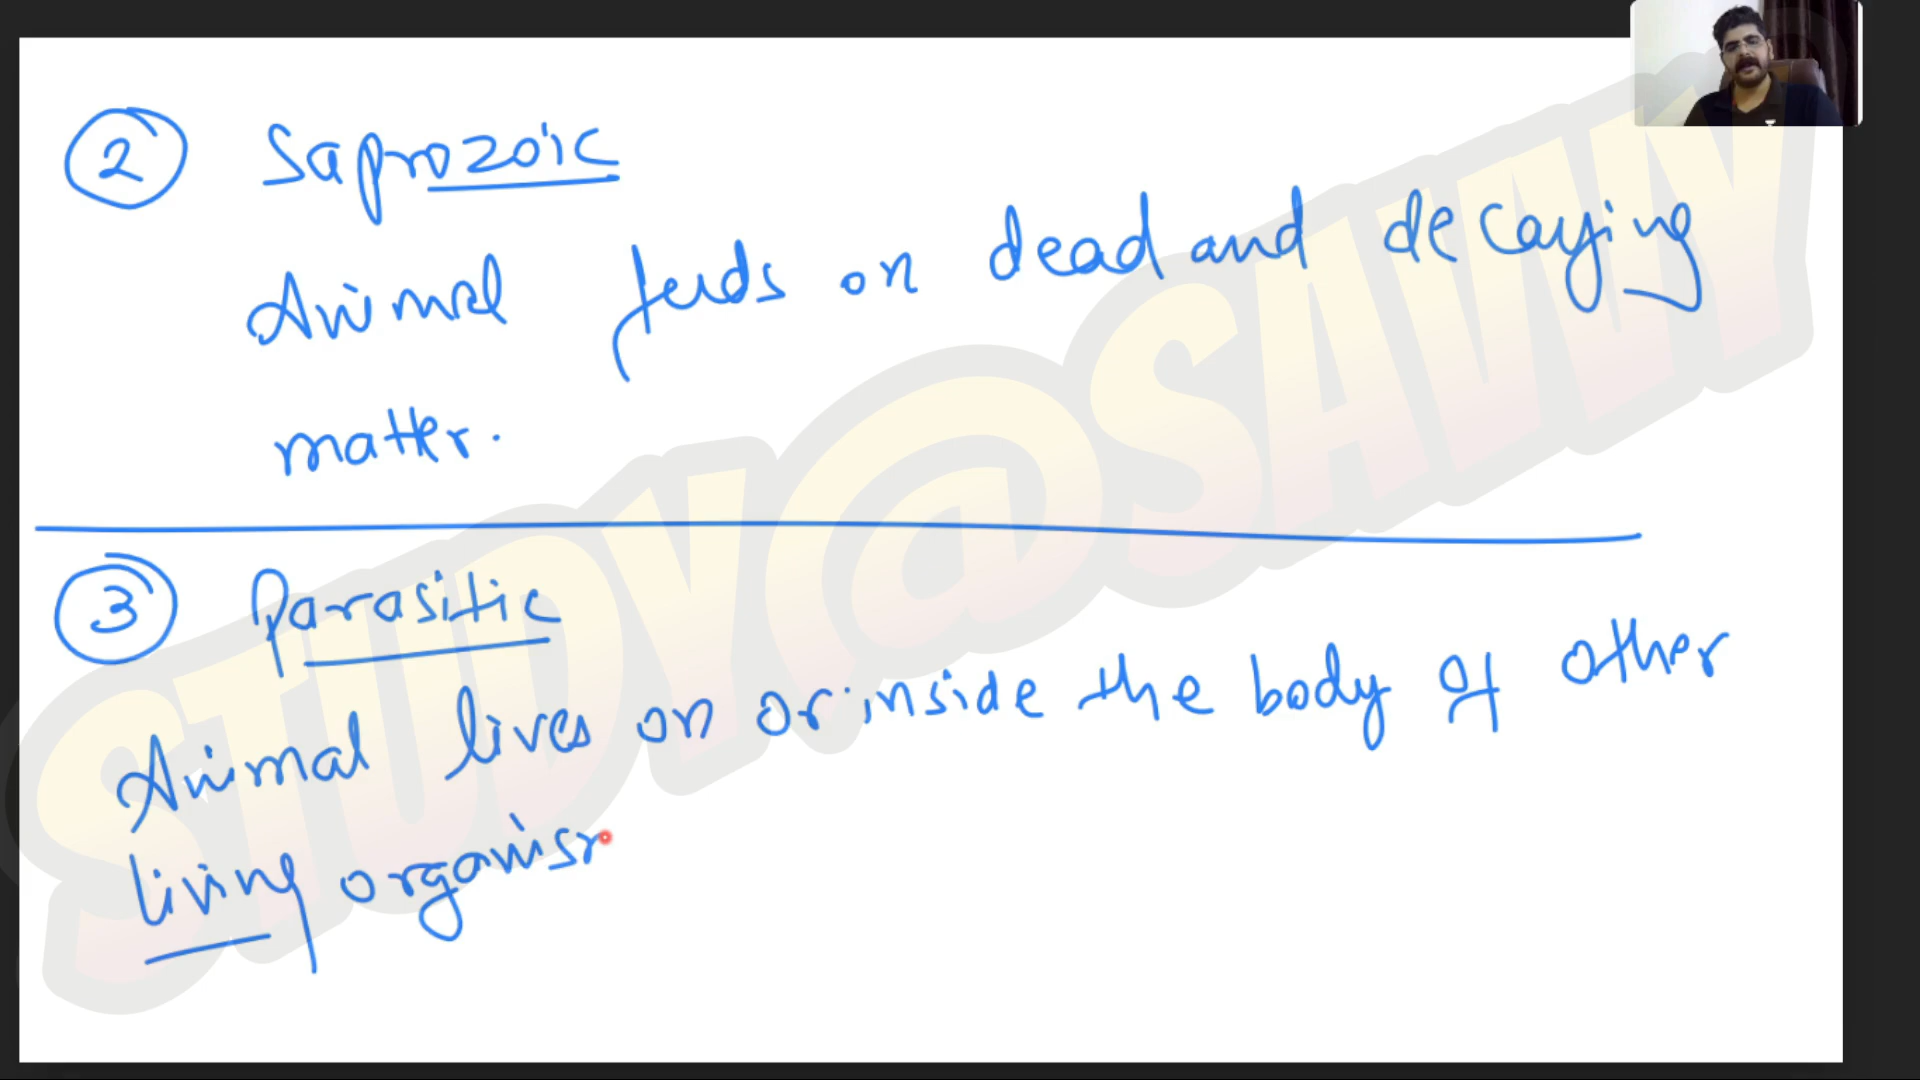 2 Saprozoic
Animal feeds on dead and decaying
matter.
3 Parasitic
Animal lives on or inside the body of other
living organism
STUDY@SAVVY